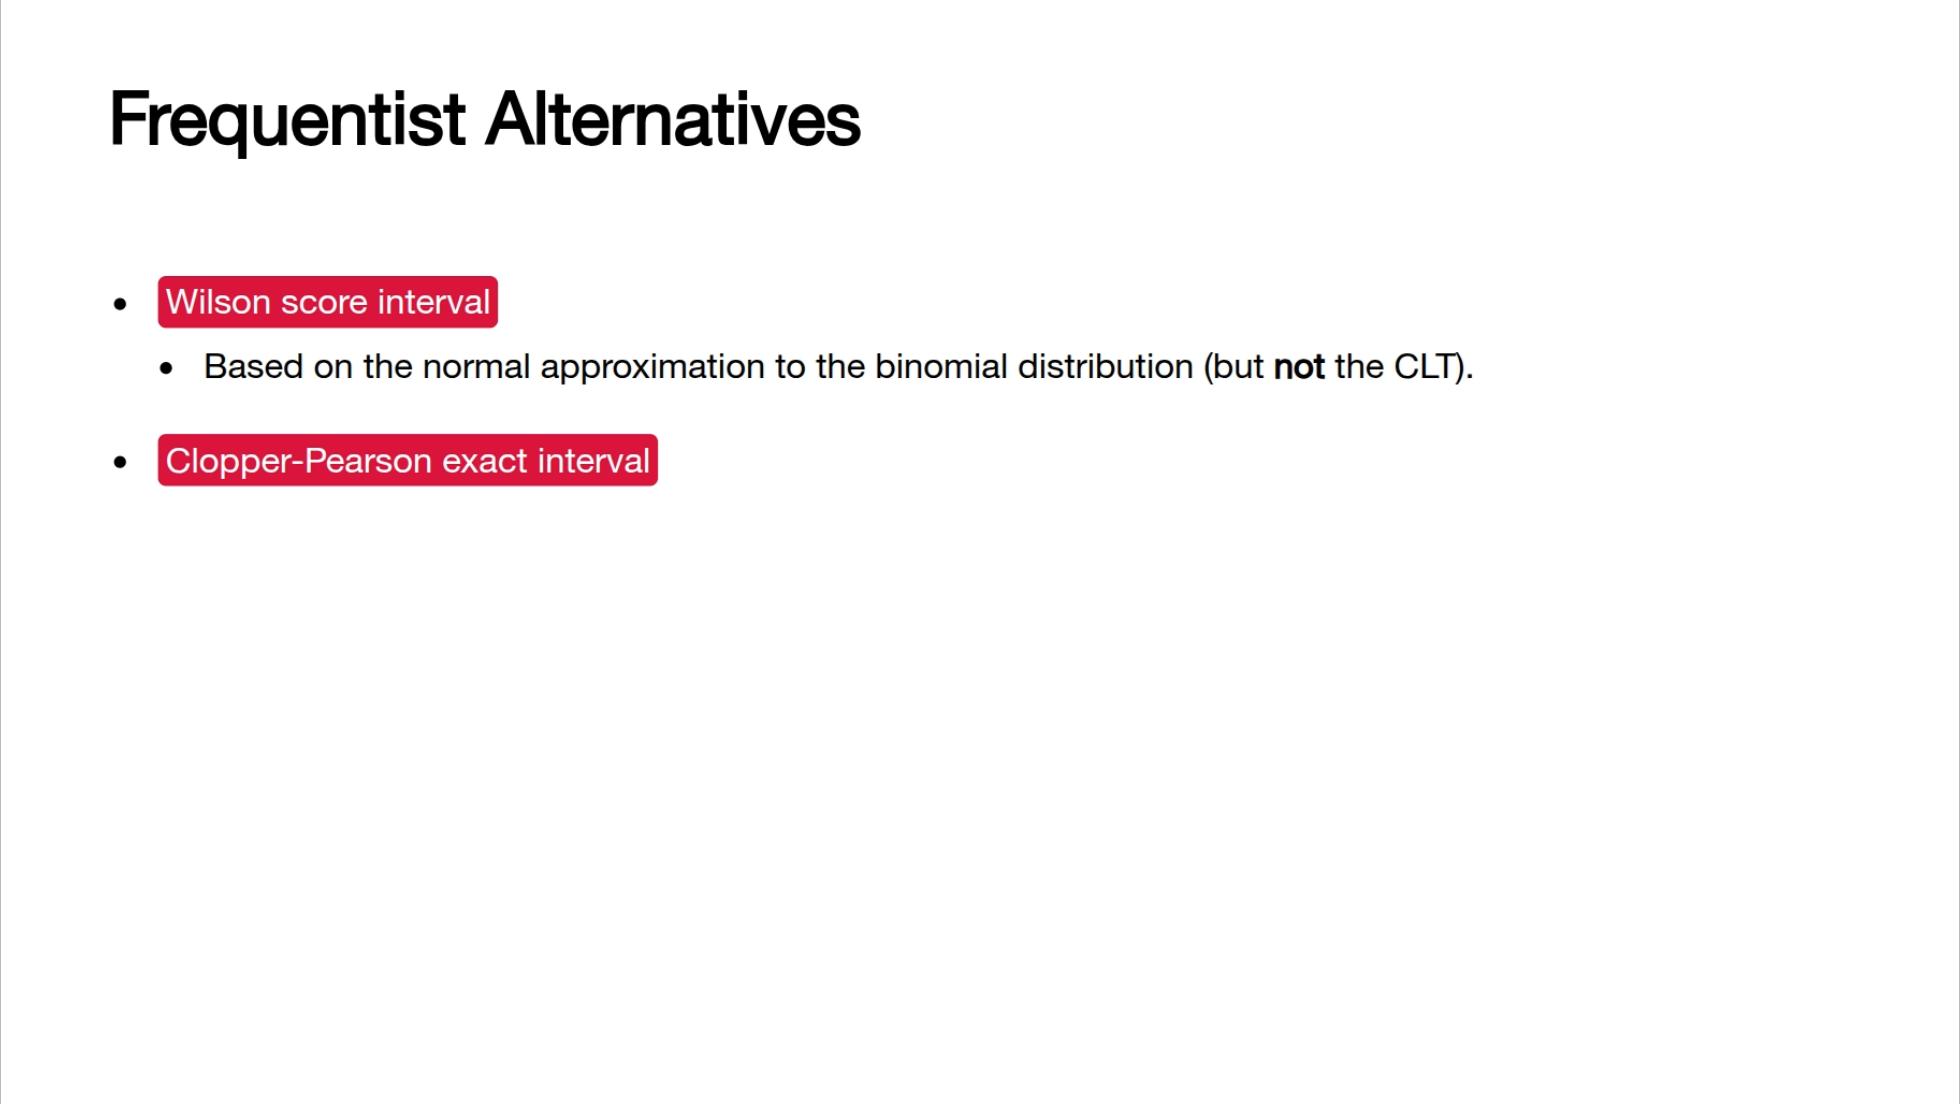 Frequentist Alternatives
• Wilson score interval
• Based on the normal approximation to the binomial distribution (but not the CLT).
• Clopper-Pearson exact interval